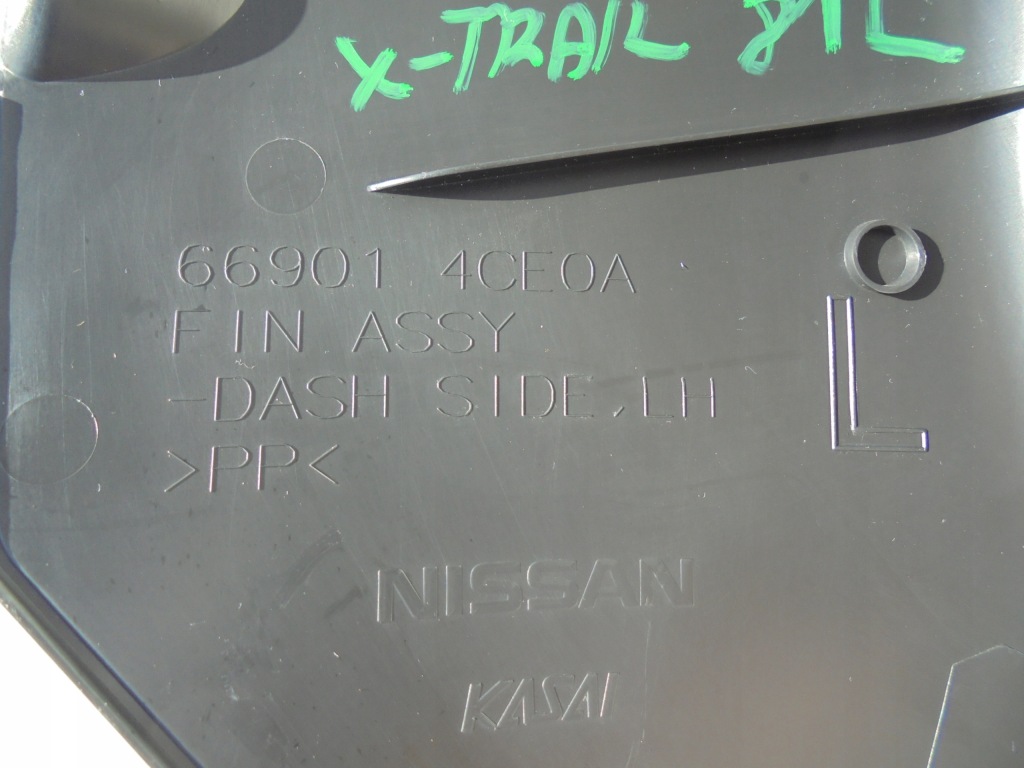 X-TRAIL
66901 4CE0A
FIN ASSY
-DASH SIDE,LH
>PP<
L
NISSAN
KASAI